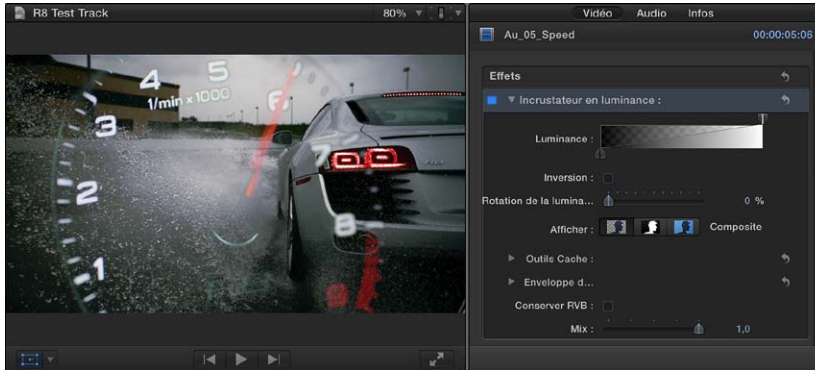 R8 Test Track
80%
Vidéo Audio Infos
Au_05_Speed 00:00:05:06
Effets
Incrustateur en luminance :
Luminance :
Inversion :
Rotation de la lumina... 0 %
Afficher : Composite
Outils Cache :
Enveloppe d...
Conserver RVB :
Mix : 1,0
1/min x 1000
1
2
3
4
5
6
7
8
9